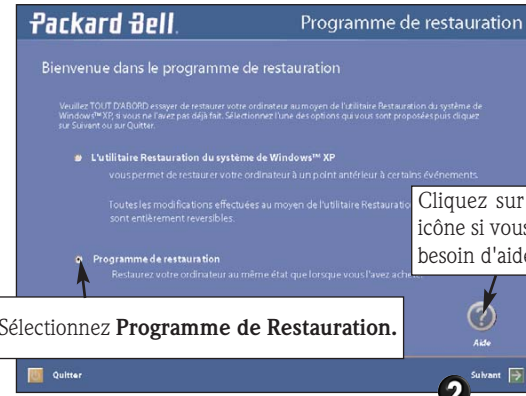 Packard Bell.
Programme de restauration
Bienvenue dans le programme de restauration
Veuillez TOUT D'ABORD essayer de restaurer votre ordinateur au moyen de l'utilitaire Restauration du système de
Windows™ XP, si vous ne l'avez pas déjà fait. Sélectionnez l'une des options qui vous sont proposées puis cliquez
sur Suivant ou sur Quitter.
L'utilitaire Restauration du système de Windows™ XP
vous permet de restaurer votre ordinateur à un point antérieur à certains événements.
Toutes les modifications effectuées au moyen de l'utilitaire Restauration
sont entièrement reversibles.
Cliquez sur
icône si vous
besoin d'aide
Programme de restauration
Restaurez votre ordinateur au même état que lorsque vous l'avez
Sélectionnez Programme de Restauration.
Aide
Quitter
Suivant
2